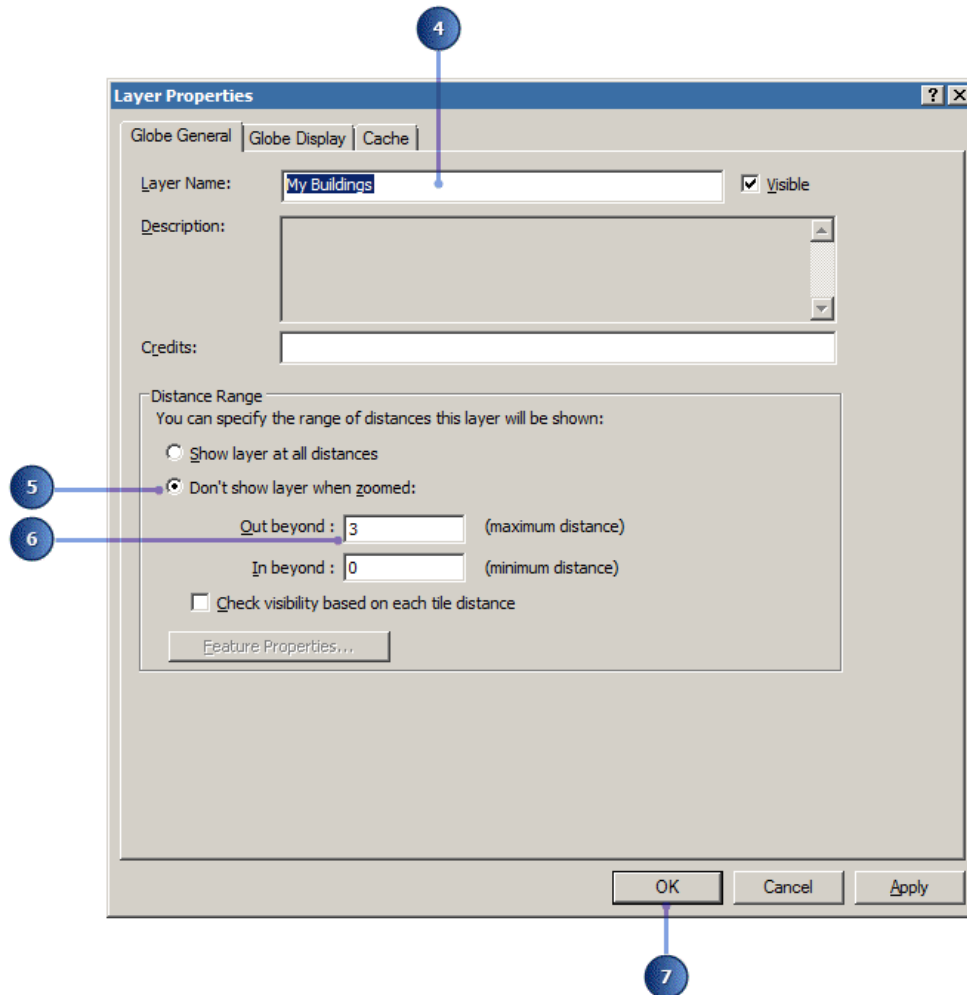 4
Layer Properties
Globe General Globe Display Cache
Layer Name: My Buildings Visible
Description:
Credits:
Distance Range
You can specify the range of distances this layer will be shown:
Show layer at all distances
5 Don't show layer when zoomed:
6 Out beyond : 3 (maximum distance)
In beyond : 0 (minimum distance)
Check visibility based on each tile distance
Feature Properties...
OK Cancel Apply
7